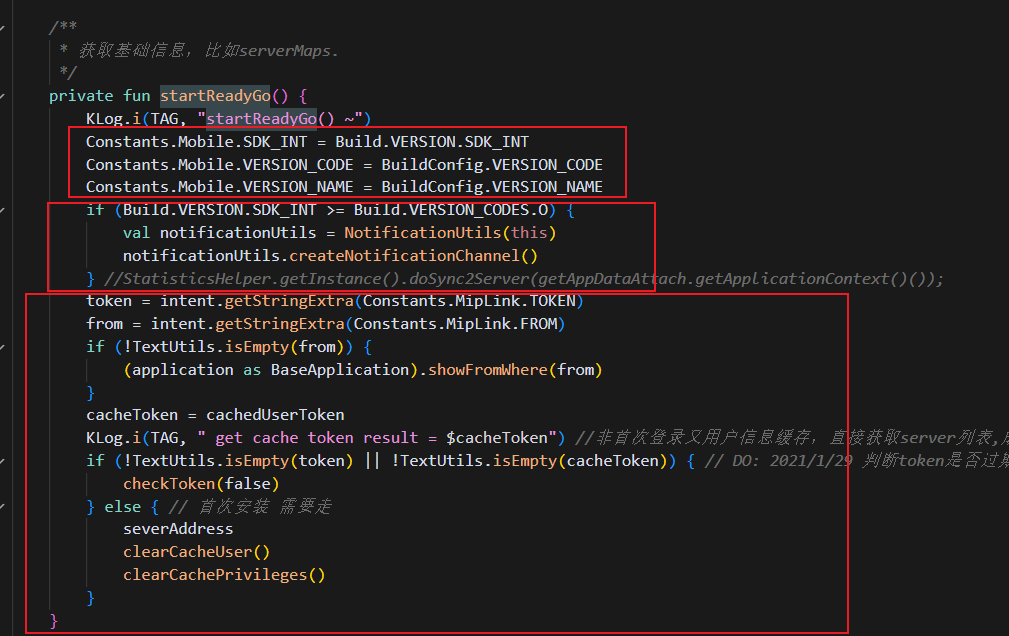 /**
* 获取基础信息，比如serverMaps.
*/
private fun startReadyGo() {
KLog.i(TAG, "startReadyGo() ~")
Constants.Mobile.SDK_INT = Build.VERSION.SDK_INT
Constants.Mobile.VERSION_CODE = BuildConfig.VERSION_CODE
Constants.Mobile.VERSION_NAME = BuildConfig.VERSION_NAME
if (Build.VERSION.SDK_INT >= Build.VERSION_CODES.O) {
val notificationUtils = NotificationUtils(this)
notificationUtils.createNotificationChannel()
} //StatisticsHelper.getInstance().doSync2Server(getAppDataAttach.getApplicationContext()());
token = intent.getStringExtra(Constants.MipLink.TOKEN)
from = intent.getStringExtra(Constants.MipLink.FROM)
if (!TextUtils.isEmpty(from)) {
(application as BaseApplication).showFromWhere(from)
}
cacheToken = cachedUserToken
KLog.i(TAG, " get cache token result = $cacheToken") //非首次登录又用户信息缓存，直接获取server列表,
if (!TextUtils.isEmpty(token) || !TextUtils.isEmpty(cacheToken)) { // DO: 2021/1/29 判断token是否过
checkToken(false)
} else { // 首次安装 需要走
severAddress
clearCacheUser()
clearCachePrivileges()
}
}